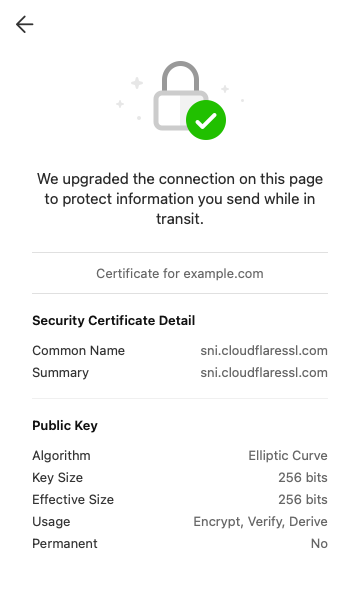 We upgraded the connection on this page
to protect information you send while in
transit.
Certificate for example.com
Security Certificate Detail
Common Name sni.cloudflaressl.com
Summary sni.cloudflaressl.com
Public Key
Algorithm Elliptic Curve
Key Size 256 bits
Effective Size 256 bits
Usage Encrypt, Verify, Derive
Permanent No